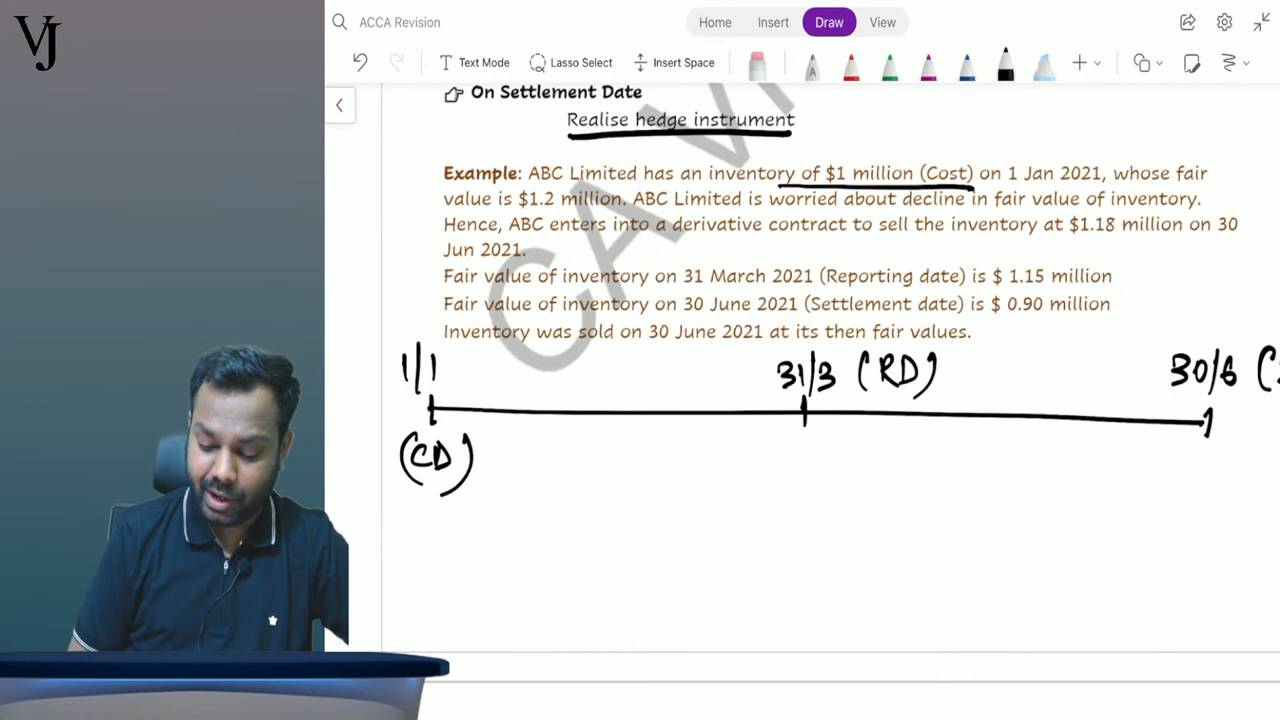 VJ
ACCA Revision
Home Insert Draw View
Text Mode Lasso Select Insert Space
On Settlement Date
Realise hedge instrument
Example: ABC Limited has an inventory of $1 million (Cost) on 1 Jan 2021, whose fair
value is $1.2 million. ABC Limited is worried about decline in fair value of inventory.
Hence, ABC enters into a derivative contract to sell the inventory at $1.18 million on 30
Jun 2021.
Fair value of inventory on 31 March 2021 (Reporting date) is $ 1.15 million
Fair value of inventory on 30 June 2021 (Settlement date) is $ 0.90 million
Inventory was sold on 30 June 2021 at its then fair values.
1/1 31/3 (RD) 30/6 (
(CD)
CA V